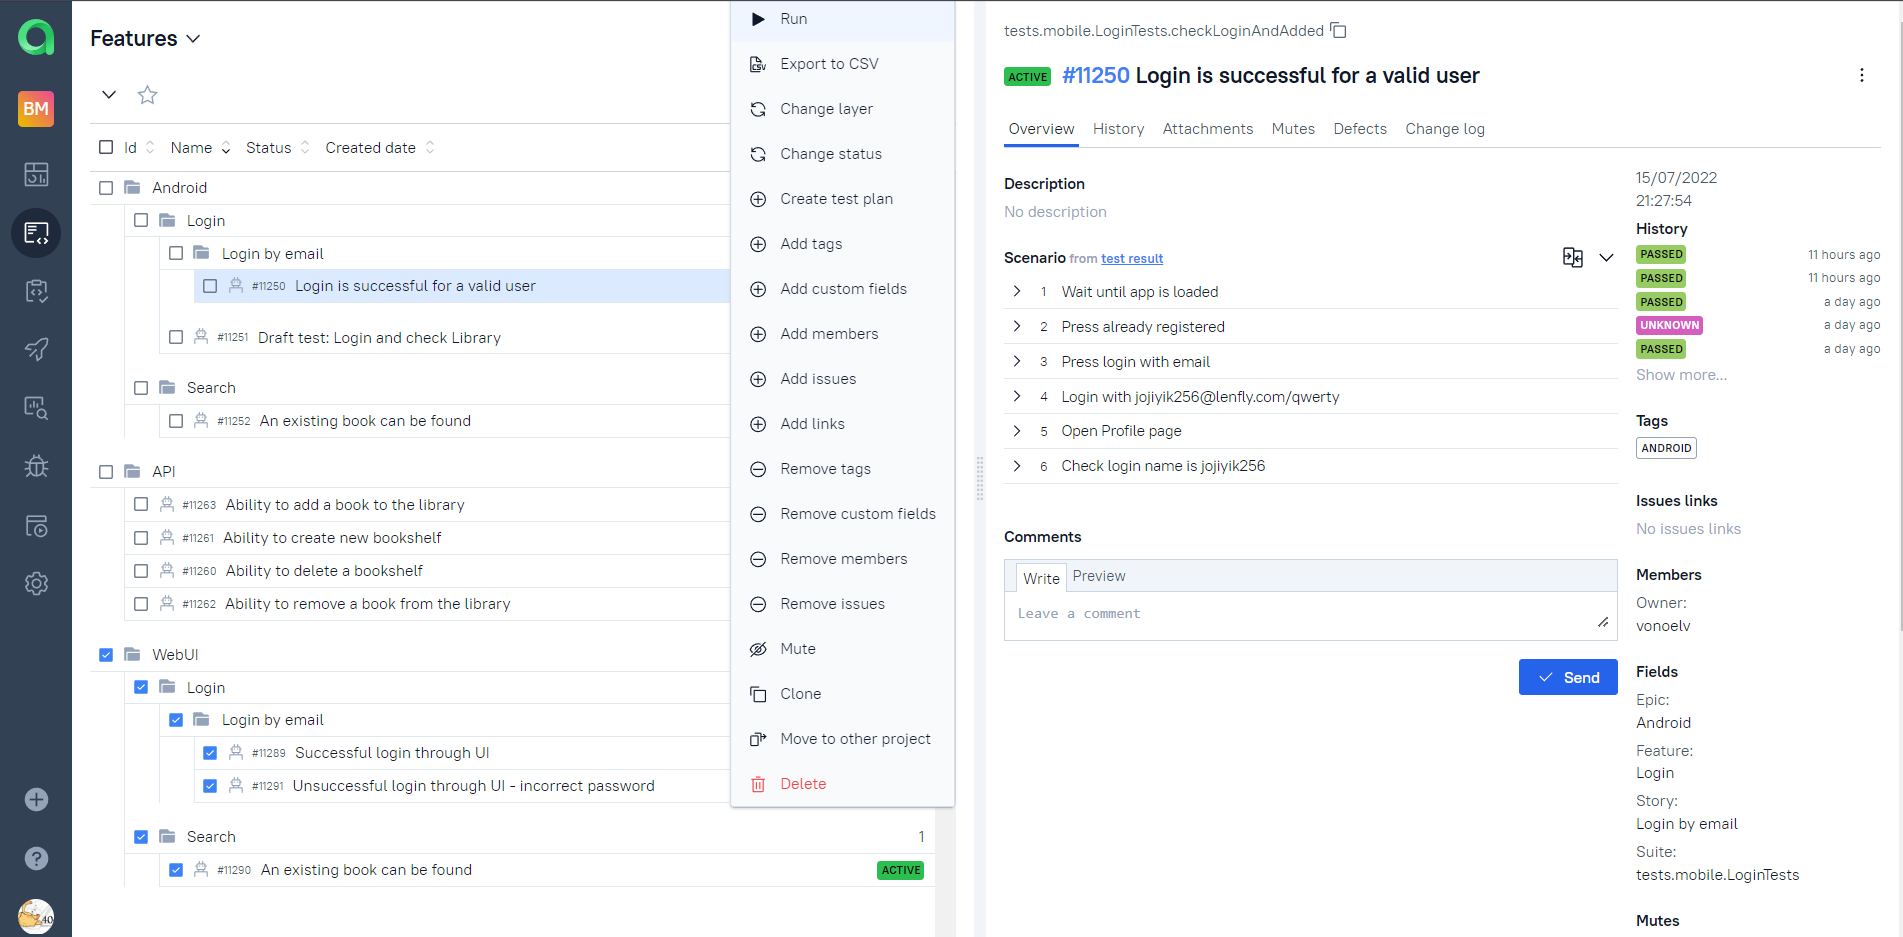 BM
Features
Id Name Status Created date
Android
Login
Login by email
#11250 Login is successful for a valid user
#11251 Draft test: Login and check Library
Search
#11252 An existing book can be found
API
#11263 Ability to add a book to the library
#11261 Ability to create new bookshelf
#11260 Ability to delete a bookshelf
#11262 Ability to remove a book from the library
WebUI
Login
Login by email
#11289 Successful login through UI
#11291 Unsuccessful login through UI - incorrect password
Search 1
#11290 An existing book can be found ACTIVE
Run
Export to CSV
Change layer
Change status
Create test plan
Add tags
Add custom fields
Add members
Add issues
Add links
Remove tags
Remove custom fields
Remove members
Remove issues
Mute
Clone
Move to other project
Delete
tests.mobile.LoginTests.checkLoginAndAdded
ACTIVE #11250 Login is successful for a valid user
Overview History Attachments Mutes Defects Change log
Description
No description
Scenario from test result
1 Wait until app is loaded
2 Press already registered
3 Press login with email
4 Login with jojiyik256@lenfly.com/qwerty
5 Open Profile page
6 Check login name is jojiyik256
Comments
Write Preview
Leave a comment
Send
15/07/2022
21:27:54
History
PASSED 11 hours ago
PASSED 11 hours ago
PASSED a day ago
UNKNOWN a day ago
PASSED a day ago
Show more...
Tags
ANDROID
Issues links
No issues links
Members
Owner:
vonoelv
Fields
Epic:
Android
Feature:
Login
Story:
Login by email
Suite:
tests.mobile.LoginTests
Mutes